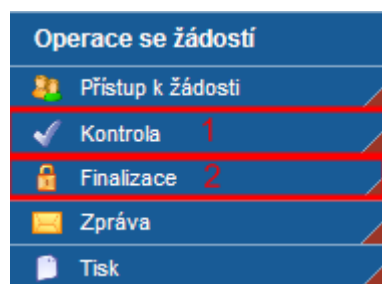 Operace se žádostí
Přístup k žádosti
Kontrola 1
Finalizace 2
Zpráva
Tisk